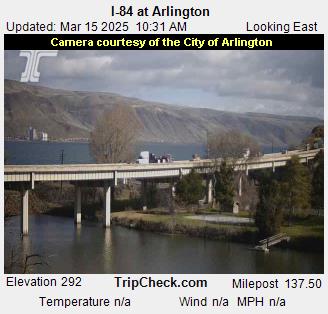 I-84 at Arlington
Updated: Mar 15 2025 10:31 AM Looking East
Camera courtesy of the City of Arlington
Elevation 292 TripCheck.com Milepost 137.50
Temperature n/a Wind n/a MPH n/a